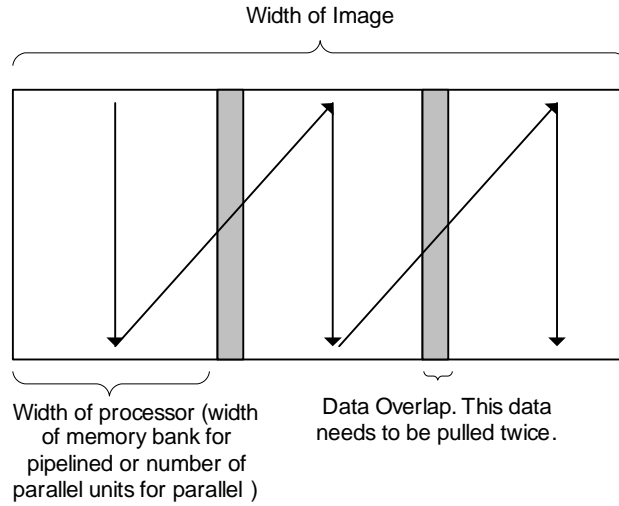 Width of Image
Width of processor (width
of memory bank for
pipelined or number of
parallel units for parallel )
Data Overlap. This data
needs to be pulled twice.